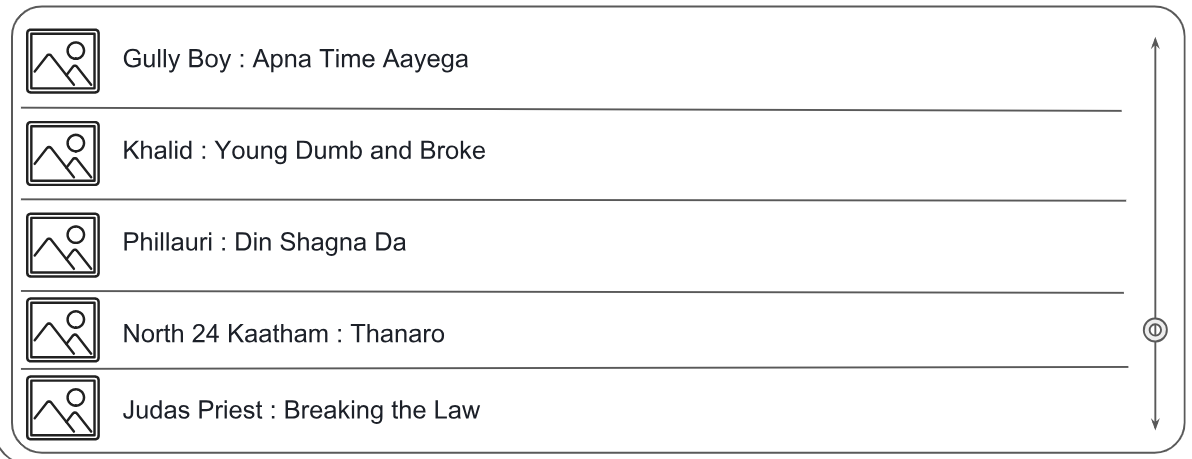 Gully Boy : Apna Time Aayega
Khalid : Young Dumb and Broke
Phillauri : Din Shagna Da
North 24 Kaatham : Thanaro
Judas Priest : Breaking the Law